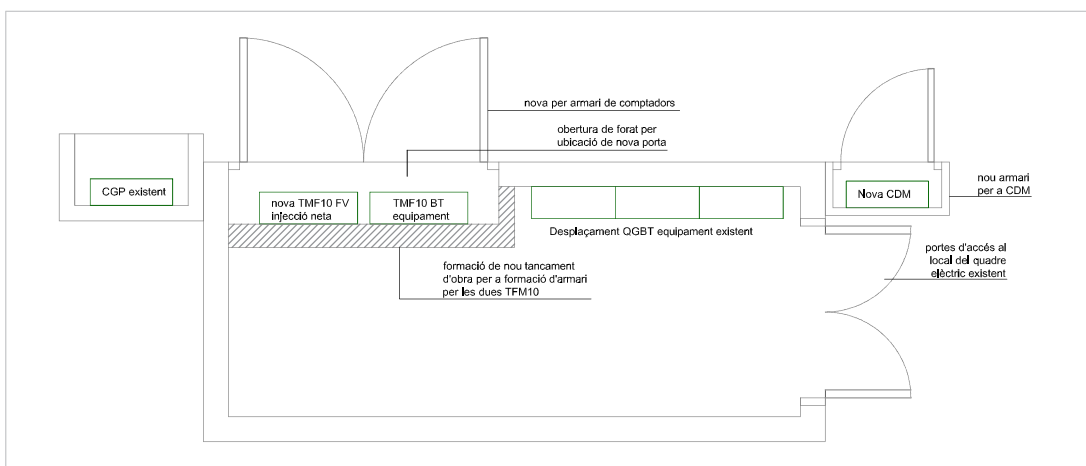 nova per armari de comptadors
obertura de forat per
ubicació de nova porta
CGP existent
nova TMF10 FV
injecció neta
TMF10 BT
equipament
Nova CDM
nou armari
per a CDM
Desplaçament QGBT equipament existent
portes d'accés al
local del quadre
elèctric existent
formació de nou tancament
d'obra per a formació d'armari
per les dues TFM10